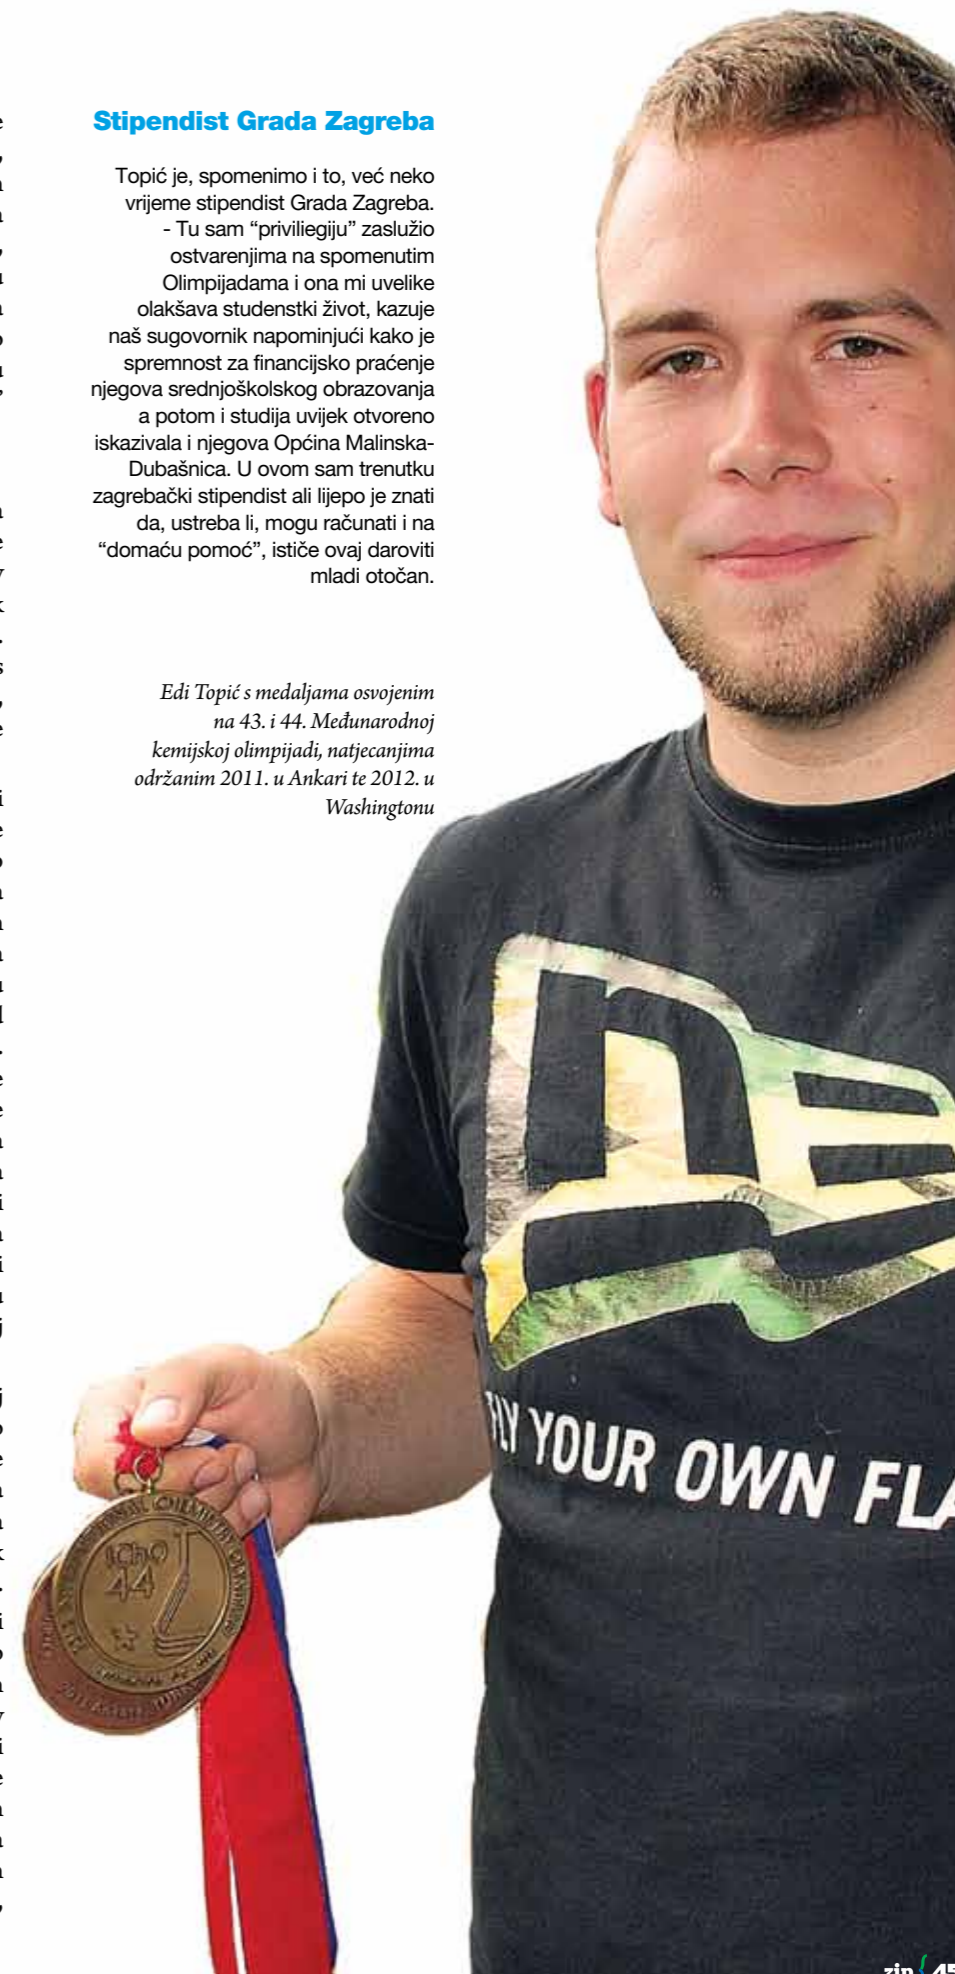 Stipendist Grada Zagreba
Topić je, spomenimo i to, već neko
vrijeme stipendist Grada Zagreba.
- Tu sam “priviliegiju” zaslužio
ostvarenjima na spomenutim
Olimpijadama i ona mi uvelike
olakšava studenstki život, kazuje
naš sugovornik napominjući kako je
spremnost za financijsko praćenje
njegova srednjoškolskog obrazovanja
a potom i studija uvijek otvoreno
iskazivala i njegova Općina Malinska-
Dubašnica. U ovom sam trenutku
zagrebački stipendist ali lijepo je znati
da, ustreba li, mogu računati i na
“domaću pomoć”, ističe ovaj daroviti
mladi otočan.
Edi Topić s medaljama osvojenim
na 43. i 44. Međunarodnoj
kemijskoj olimpijadi, natjecanjima
održanim 2011. u Ankari te 2012. u
Washingtonu
YOUR OWN
CHEMISTRY
IChO
44